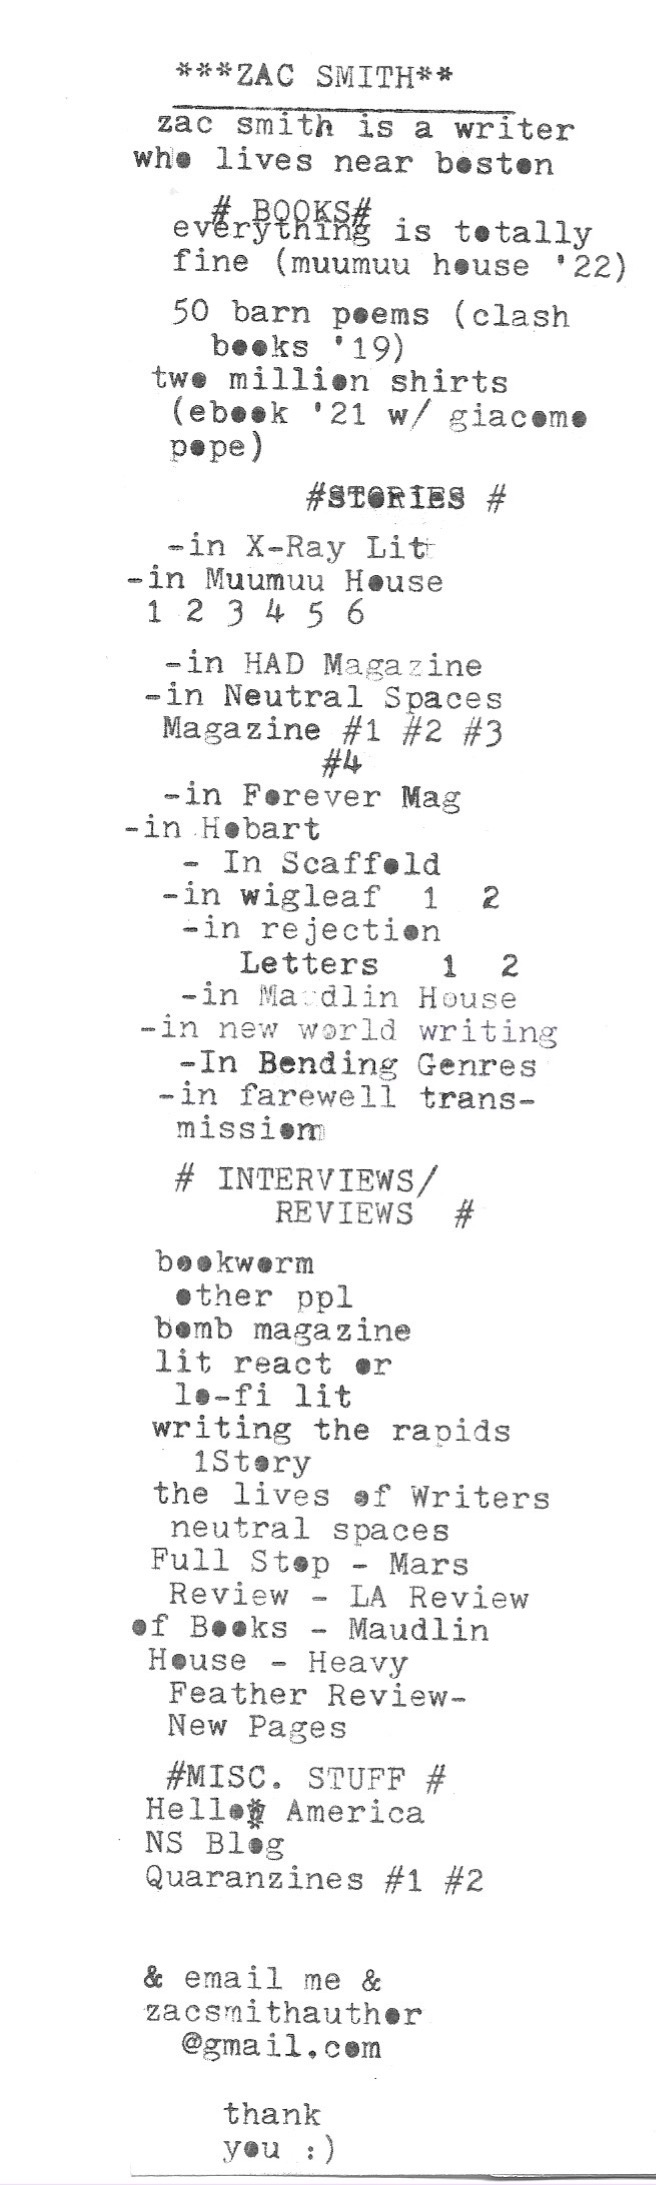 ***ZAC SMITH**
zac smith is a writer
who lives near boston
# BOOKS#
everything is totally
fine (muumuu house '22)
50 barn poems (clash
books '19)
two million shirts
(ebook '21 w/ giacomo
pope)
#STORIES #
-in X-Ray Lit
-in Muumuu House
1 2 3 4 5 6
-in HAD Magazine
-in Neutral Spaces
Magazine #1 #2 #3
#4
-in Forever Mag
-in Hobart
- In Scaffold
-in wigleaf 1 2
-in rejection
Letters 1 2
-in Maudlin House
-in new world writing
-In Bending Genres
-in farewell trans-
mission
# INTERVIEWS/
REVIEWS #
bookworm
other ppl
bomb magazine
lit react or
lo-fi lit
writing the rapids
1Story
the lives of Writers
neutral spaces
Full Stop - Mars
Review - LA Review
of Books - Maudlin
House - Heavy
Feather Review-
New Pages
#MISC. STUFF #
Hello America
NS Blog
Quaranzines #1 #2
& email me &
zacsmithauthor
@gmail.com
thank
you :)